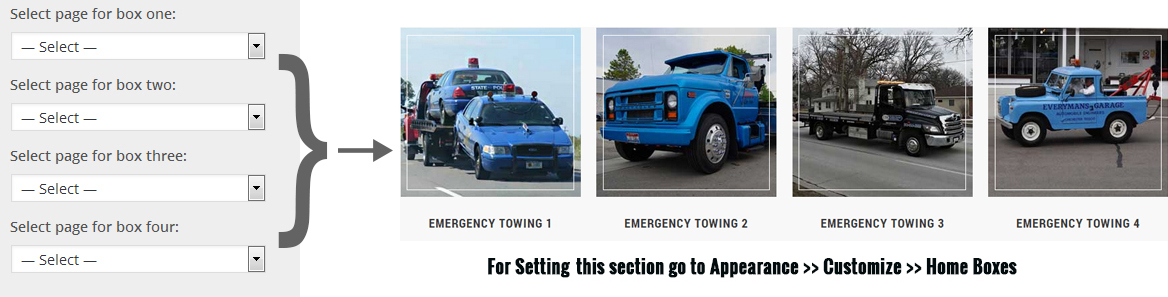 Select page for box one:
— Select —
Select page for box two:
— Select —
Select page for box three:
— Select —
Select page for box four:
— Select —
STATE
EVERYMANS GARAGE
EMERGENCY TOWING 1
EMERGENCY TOWING 2
EMERGENCY TOWING 3
EMERGENCY TOWING 4
For Setting this section go to Appearance >> Customize >> Home Boxes